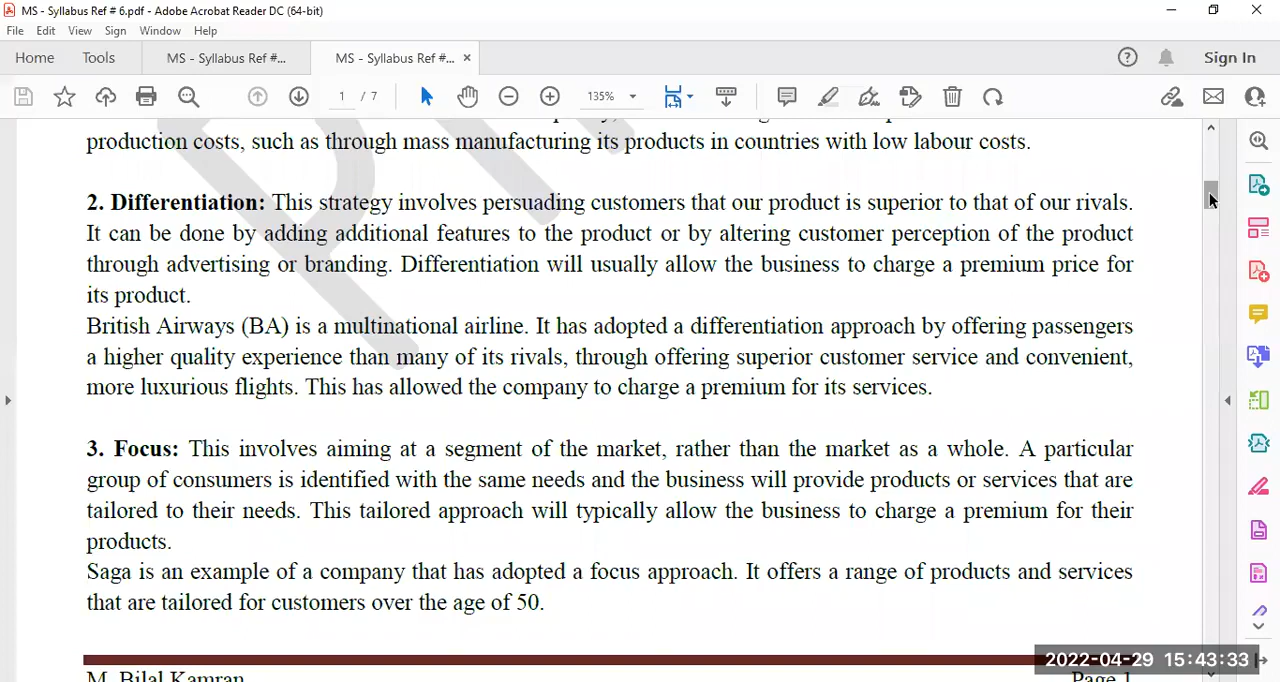 MS - Syllabus Ref # 6.pdf - Adobe Acrobat Reader DC (64-bit)
File Edit View Sign Window Help
Home Tools MS - Syllabus Ref #... MS - Syllabus Ref #... × Sign In
1 / 7 135%
production costs, such as through mass manufacturing its products in countries with low labour costs.
2. Differentiation: This strategy involves persuading customers that our product is superior to that of our rivals.
It can be done by adding additional features to the product or by altering customer perception of the product
through advertising or branding. Differentiation will usually allow the business to charge a premium price for
its product.
British Airways (BA) is a multinational airline. It has adopted a differentiation approach by offering passengers
a higher quality experience than many of its rivals, through offering superior customer service and convenient,
more luxurious flights. This has allowed the company to charge a premium for its services.
3. Focus: This involves aiming at a segment of the market, rather than the market as a whole. A particular
group of consumers is identified with the same needs and the business will provide products or services that are
tailored to their needs. This tailored approach will typically allow the business to charge a premium for their
products.
Saga is an example of a company that has adopted a focus approach. It offers a range of products and services
that are tailored for customers over the age of 50.
2022-04-29 15:43:33
M. Bilal Kamran Page 1